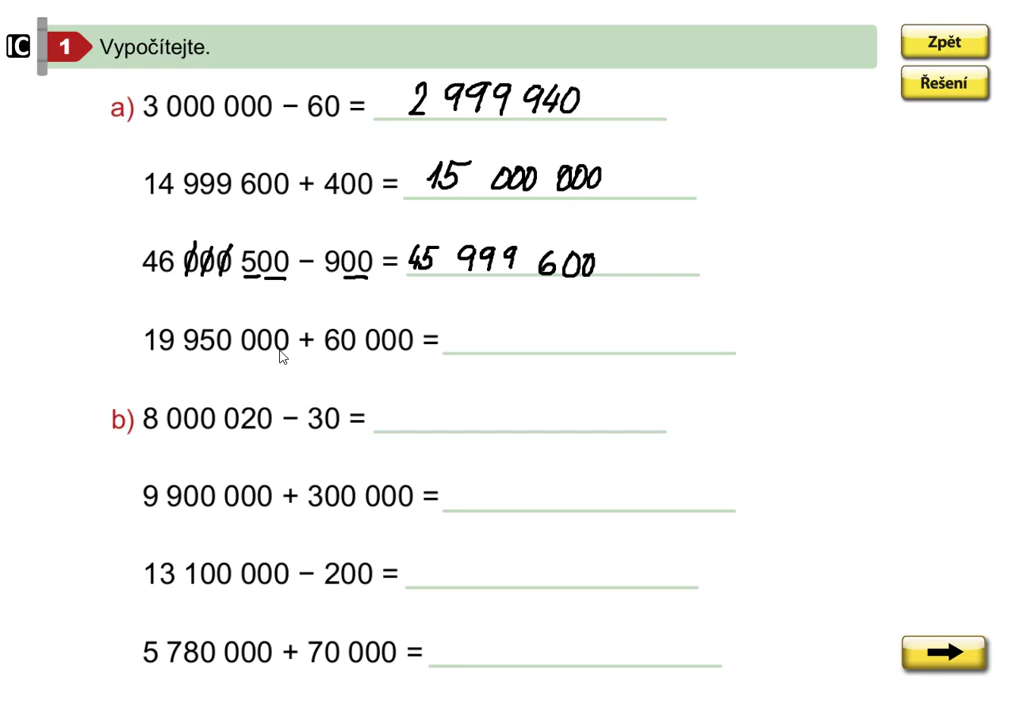 IC 1 Vypočítejte. Zpět
Řešení
a) 3 000 000 − 60 = 2 999 940
14 999 600 + 400 = 15 000 000
46 000 500 − 900 = 45 999 600
19 950 000 + 60 000 =
b) 8 000 020 − 30 =
9 900 000 + 300 000 =
13 100 000 − 200 =
5 780 000 + 70 000 =